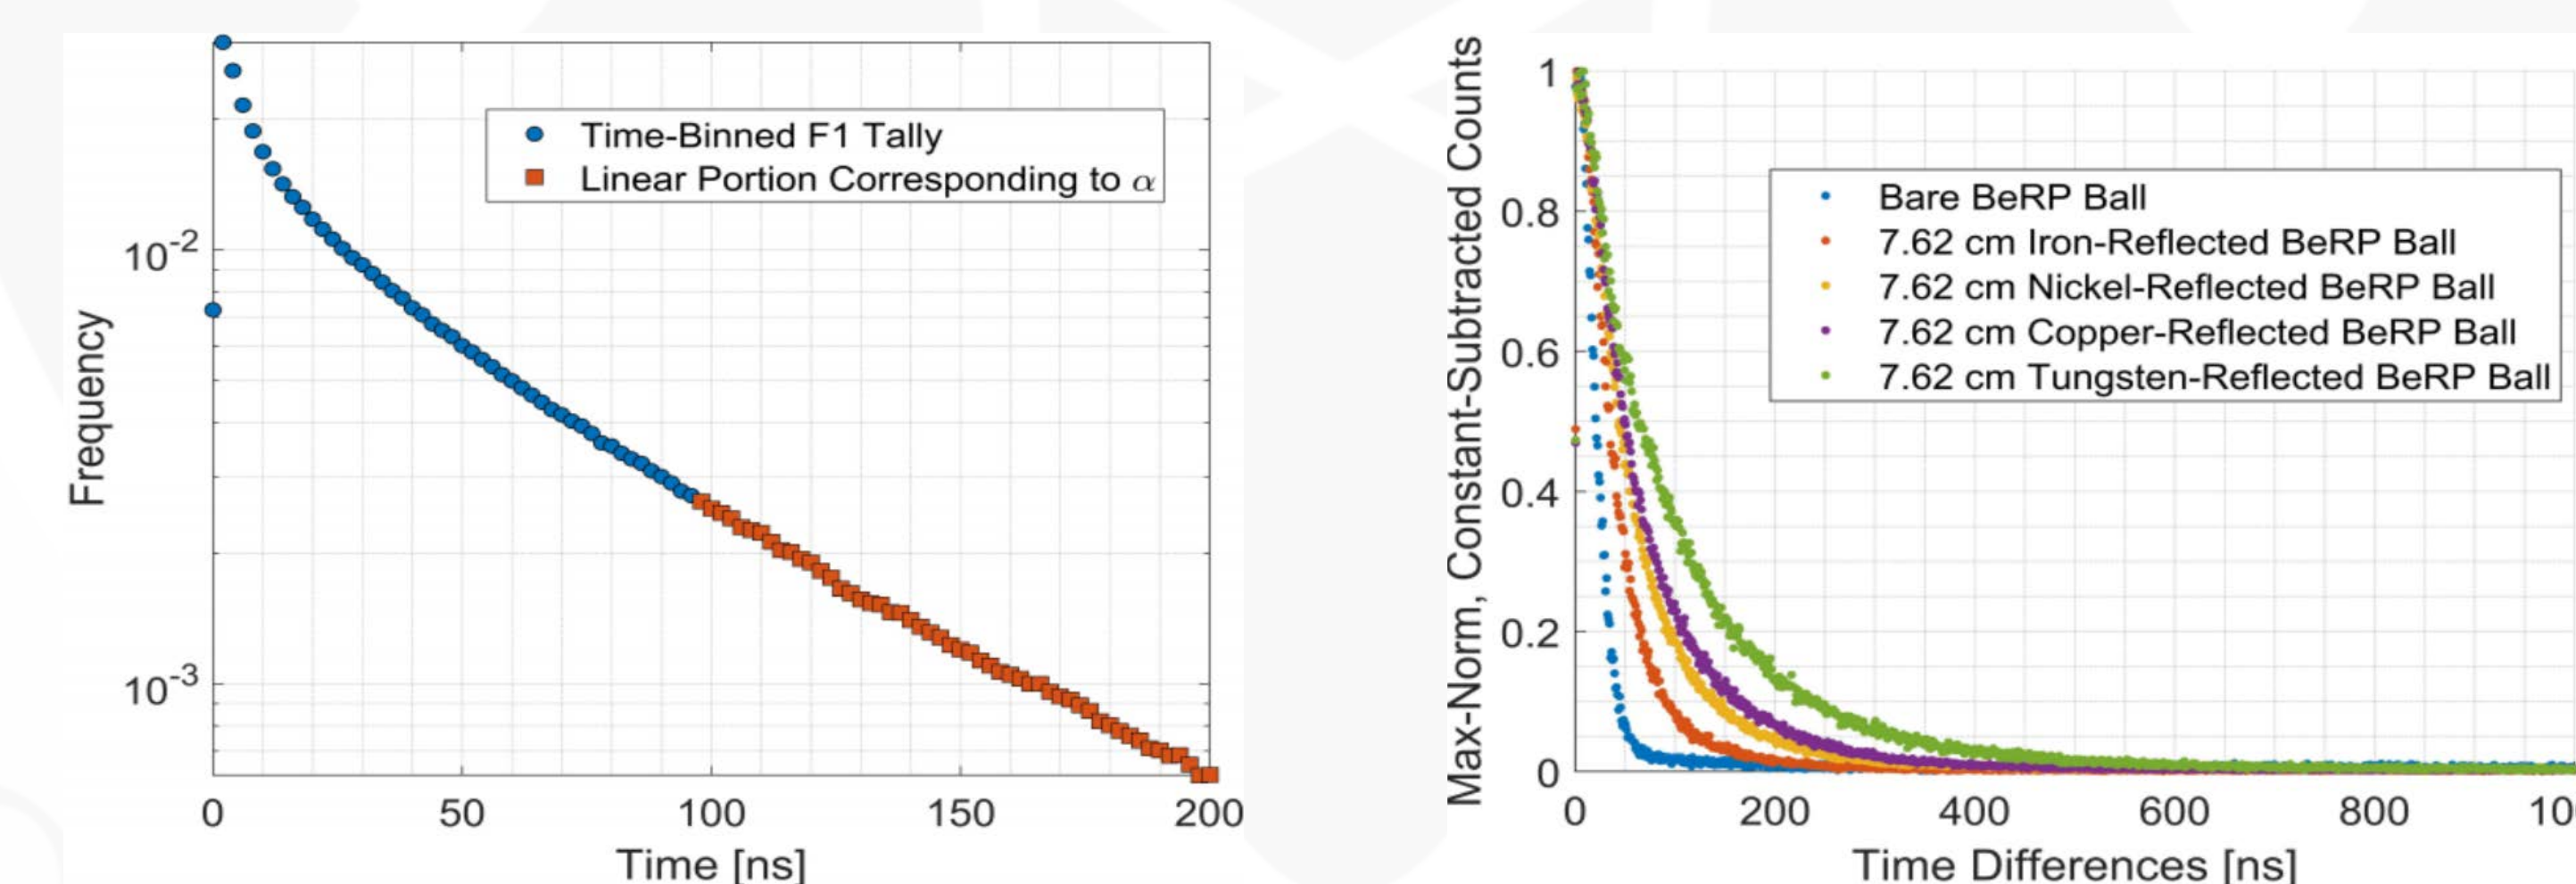 Frequency
10-2
10-3
Time-Binned F1 Tally
Linear Portion Corresponding to α
0 50 100 150 200
Time [ns]
Max-Norm, Constant-Subtracted Counts
1
0.8
0.6
0.4
0.2
0
Bare BeRP Ball
7.62 cm Iron-Reflected BeRP Ball
7.62 cm Nickel-Reflected BeRP Ball
7.62 cm Copper-Reflected BeRP Ball
7.62 cm Tungsten-Reflected BeRP Ball
0 200 400 600 800 10
Time Differences [ns]